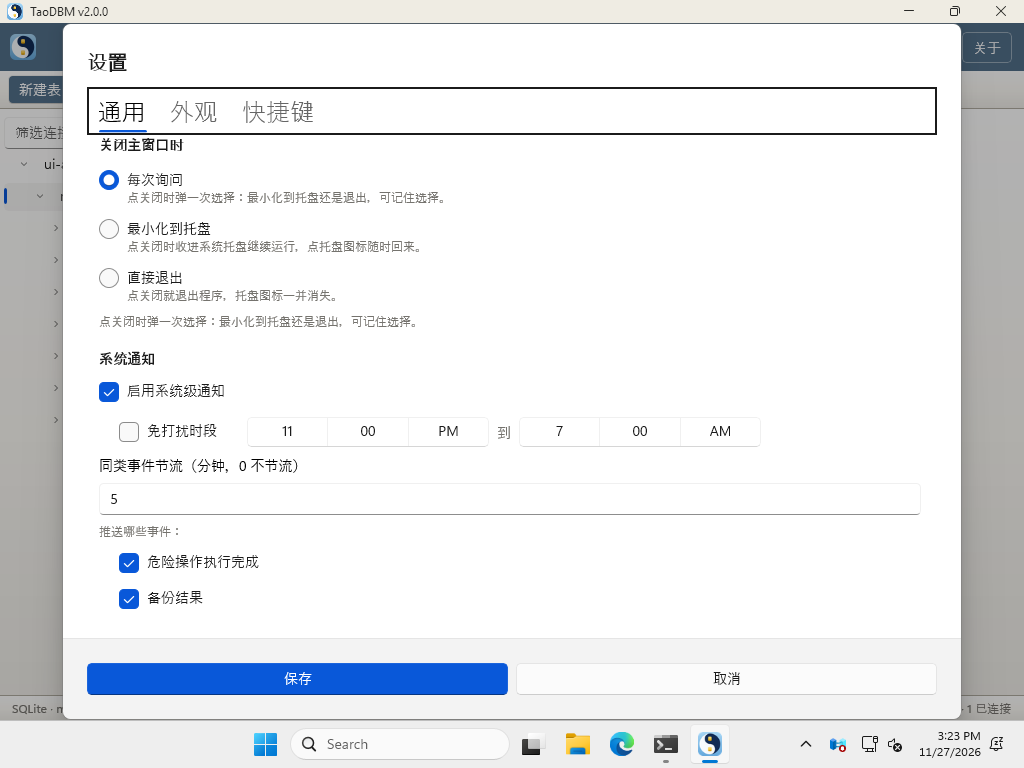 TaoDBM v2.0.0
关于
新建表
设置
通用 外观 快捷键
筛选连接
关闭主窗口时
ui-
每次询问
点关闭时弹一次选择：最小化到托盘还是退出，可记住选择。
最小化到托盘
点关闭时收进系统托盘继续运行，点托盘图标随时回来。
直接退出
点关闭就退出程序，托盘图标一并消失。
点关闭时弹一次选择：最小化到托盘还是退出，可记住选择。
系统通知
启用系统级通知
免打扰时段 11 00 PM 到 7 00 AM
同类事件节流（分钟，0 不节流）
5
推送哪些事件：
危险操作执行完成
备份结果
保存 取消
SQLite · 1 已连接
Search
3:23 PM
11/27/2026